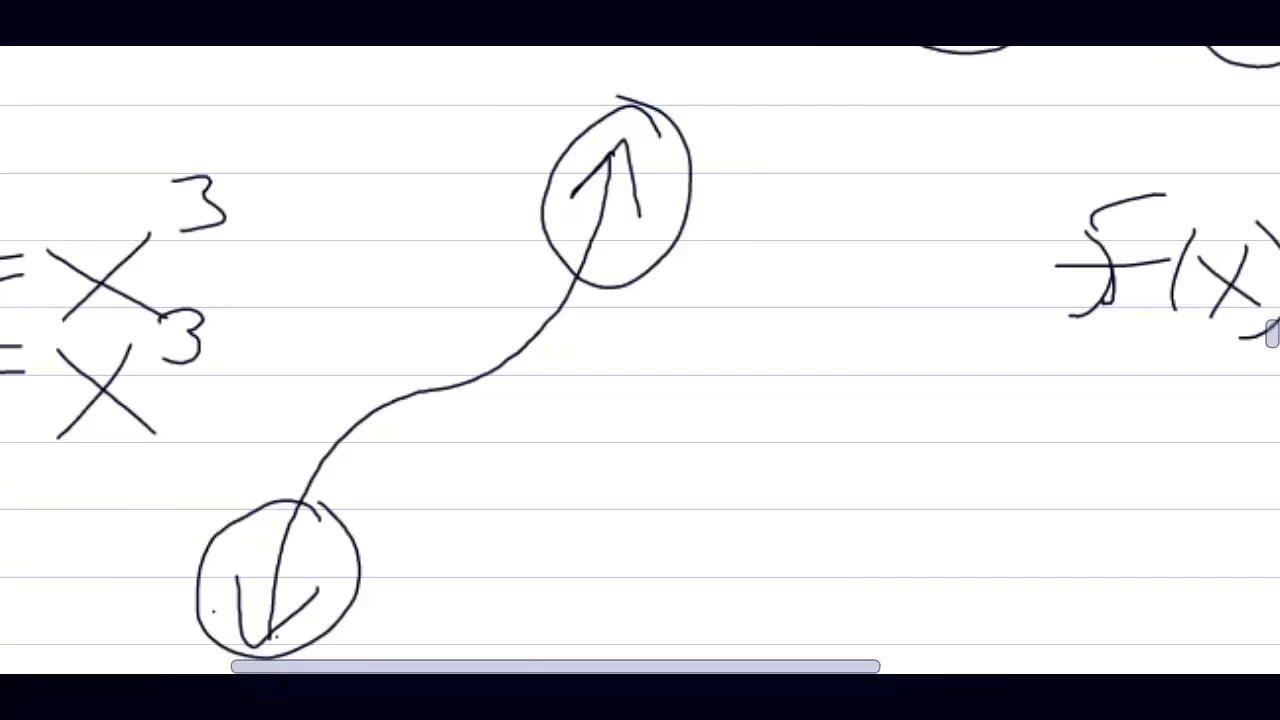 = x³
= x³
f(x)